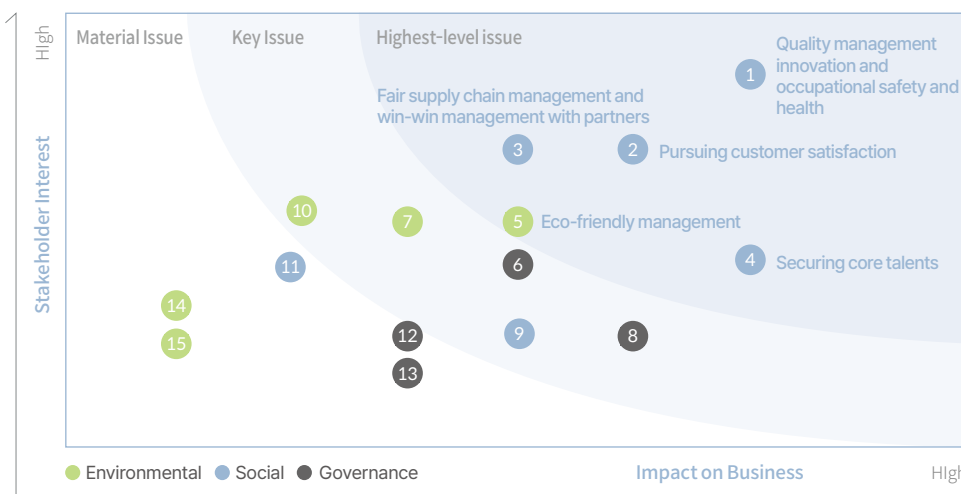 HIgh
Stakeholder Interest
Material Issue
Key Issue
Highest-level issue
Quality management
innovation and
occupational safety and
health
1
Fair supply chain management and
win-win management with partners
3
2
Pursuing customer satisfaction
10
7
5
Eco-friendly management
11
6
4
Securing core talents
14
15
12
9
8
13
Environmental
Social
Governance
Impact on Business
HIgh